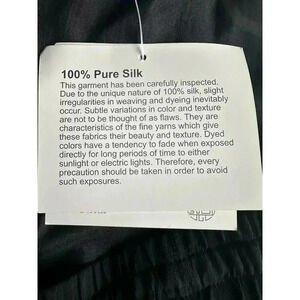 100% Pure Silk
This garment has been carefully inspected.
Due to the unique nature of 100% silk, slight
irregularities in weaving and dyeing inevitably
occur. Subtle variations in color and texture
are not to be thought of as flaws. They are
characteristics of the fine yarns which give
these fabrics their beauty and texture. Dyed
colors have a tendency to fade when exposed
directly for long periods of time to either
sunlight or electric lights. Therefore, every
precaution should be taken in order to avoid
such exposures.